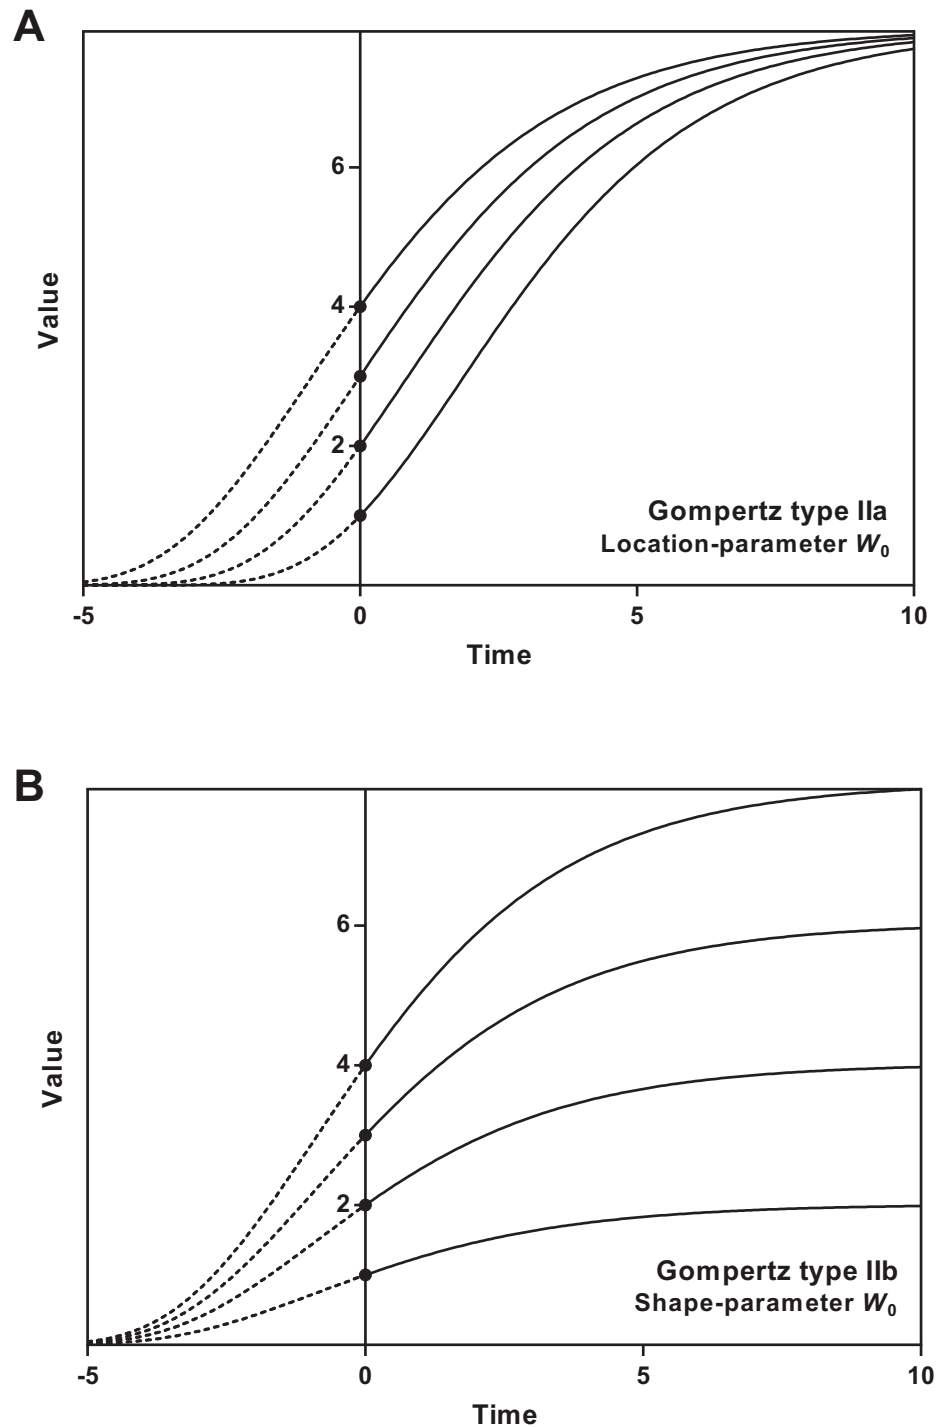 A
6
4
2
Value
Gompertz type IIa
Location-parameter W₀
-5 0 5 10
Time
B
6
4
2
Value
Gompertz type IIb
Shape-parameter W₀
-5 0 5 10
Time